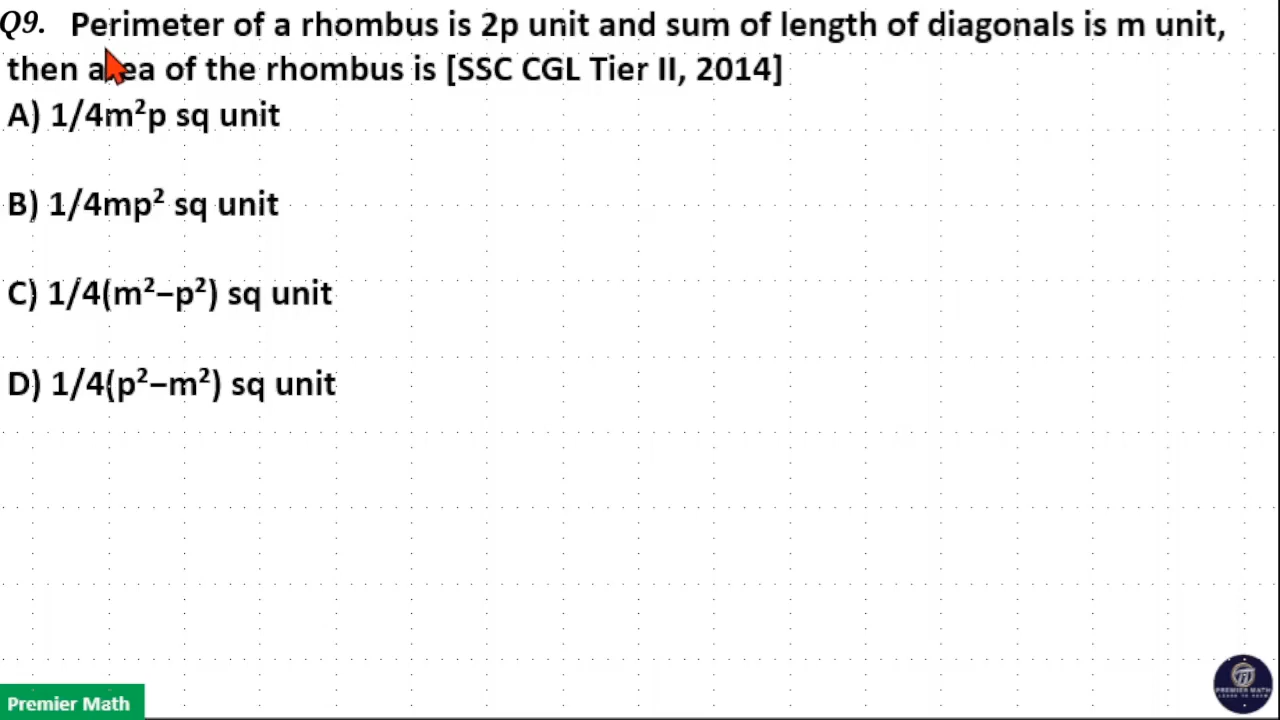 Q9. Perimeter of a rhombus is 2p unit and sum of length of diagonals is m unit,
then area of the rhombus is [SSC CGL Tier II, 2014]
A) 1/4m²p sq unit
B) 1/4mp² sq unit
C) 1/4(m²−p²) sq unit
D) 1/4(p²−m²) sq unit
PREMIER MATH
Premier Math